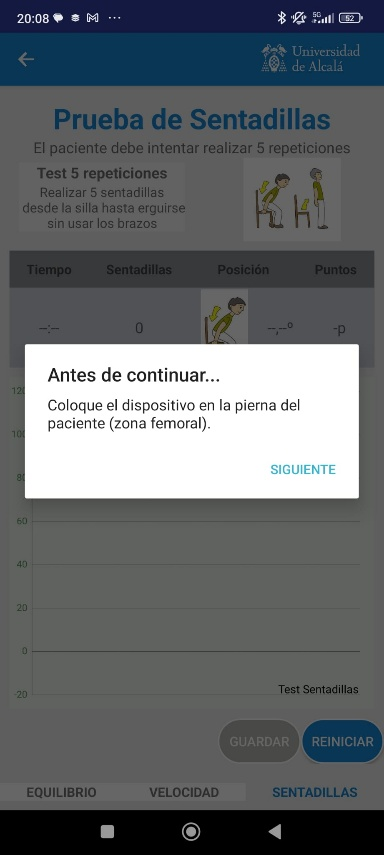 20:08
5G
52
Universidad
de Alcalá
Prueba de Sentadillas
El paciente debe intentar realizar 5 repeticiones
Test 5 repeticiones
Realizar 5 sentadillas
desde la silla hasta erguirse
sin usar los brazos
Tiempo Sentadillas Posición Puntos
--:-- 0 --,--º -p
Antes de continuar...
Coloque el dispositivo en la pierna del
paciente (zona femoral).
SIGUIENTE
120
100
80
60
40
20
0
-20
Test Sentadillas
GUARDAR REINICIAR
EQUILIBRIO VELOCIDAD SENTADILLAS